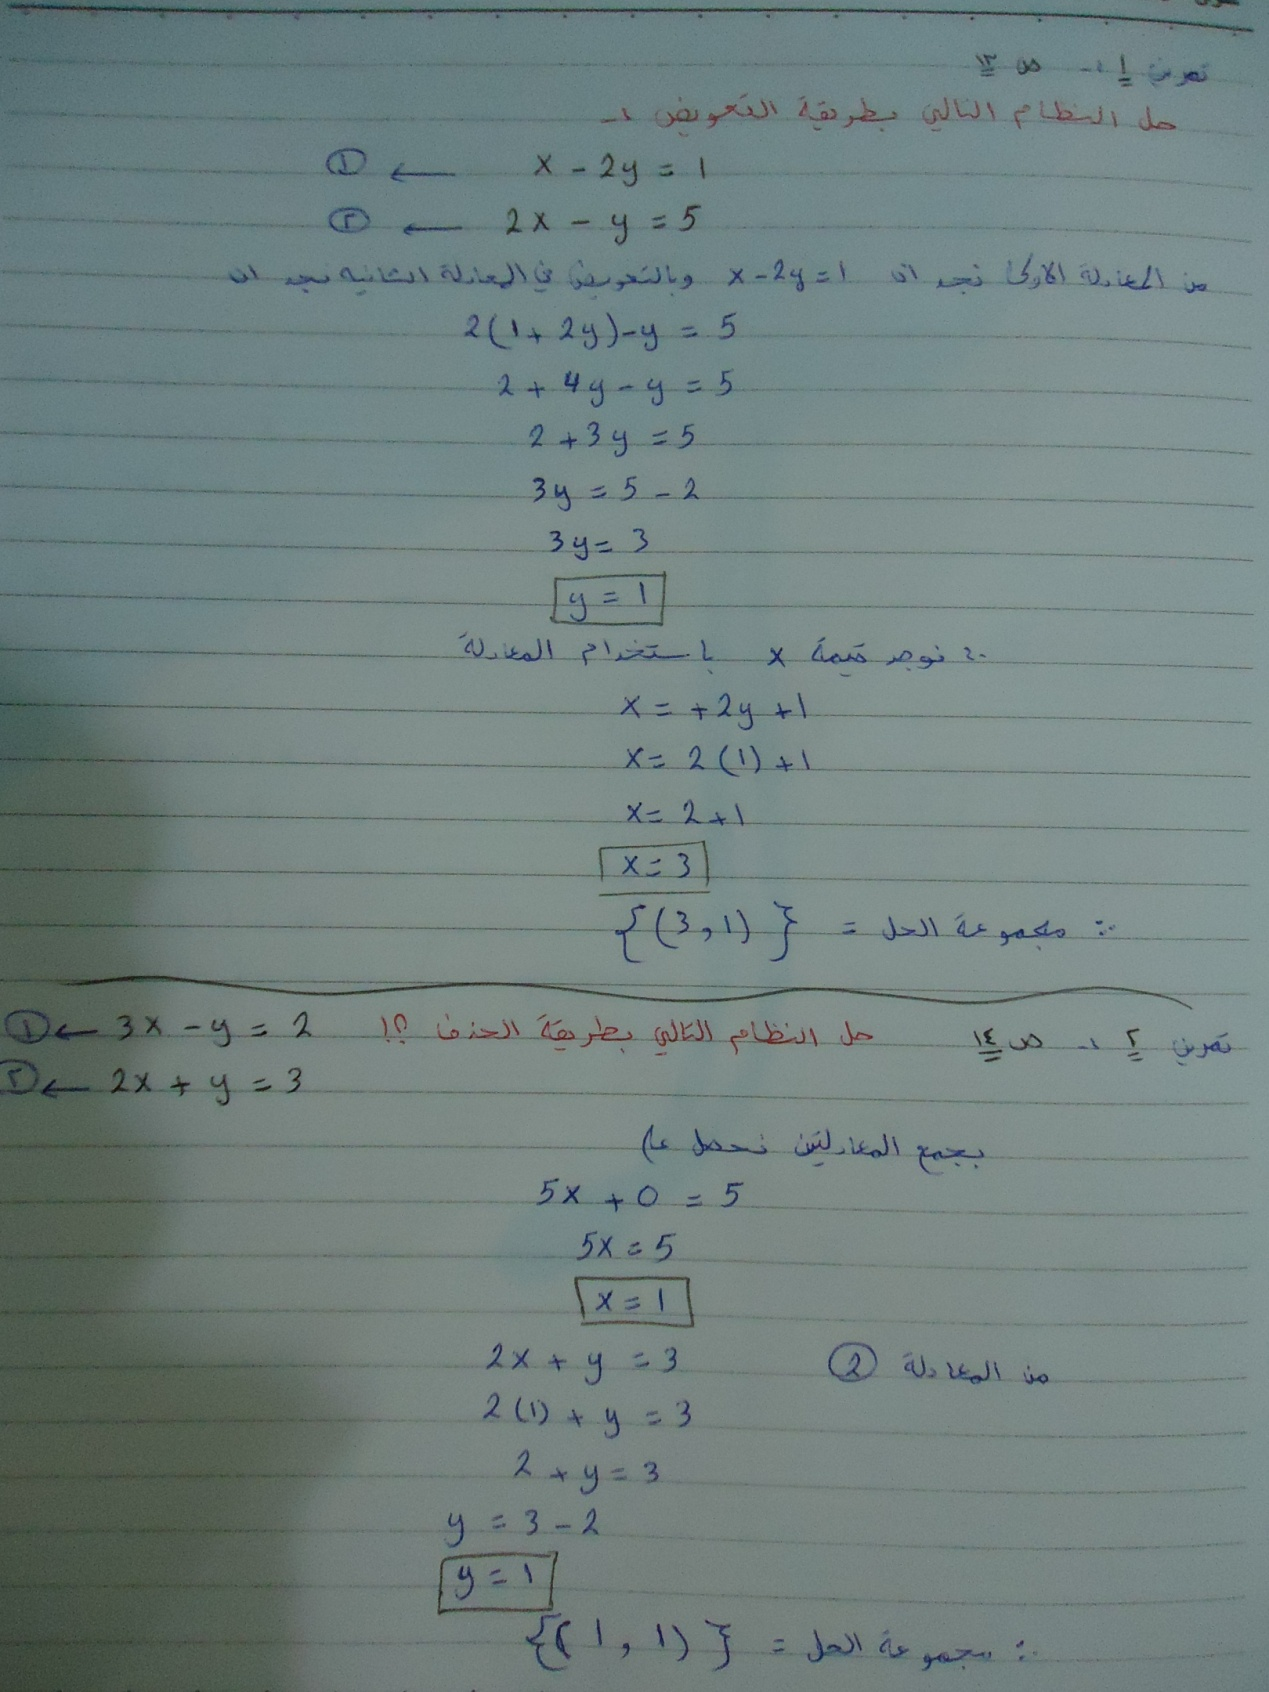 تمرين ١ :- ص ١٣
حل النظام التالي بطريقة التعويض :-
x - 2y = 1 ← ١
2x - y = 5 ← ٢
من المعادلة الاولى نجد ان x - 2y = 1 وبالتعويض في المعادلة الثانيه نجد ان
2(1 + 2y) - y = 5
2 + 4y - y = 5
2 + 3y = 5
3y = 5 - 2
3y = 3
y = 1
∴ نوجد قيمة x باستخدام المعادلة
x = +2y + 1
x = 2(1) + 1
x = 2 + 1
x = 3
∴ مجموعة الحل = {(3,1)}
تمرين ٢ :- ص ١٤ حل النظام التالي بطريقة الحذف ؟! 3x - y = 2 ← ١
2x + y = 3 ← ٢
بجمع المعادلتين نحصل على
5x + 0 = 5
5x = 5
x = 1
من المعادلة 2 2x + y = 3
2(1) + y = 3
2 + y = 3
y = 3 - 2
y = 1
∴ مجموعة الحل = {(1,1)}